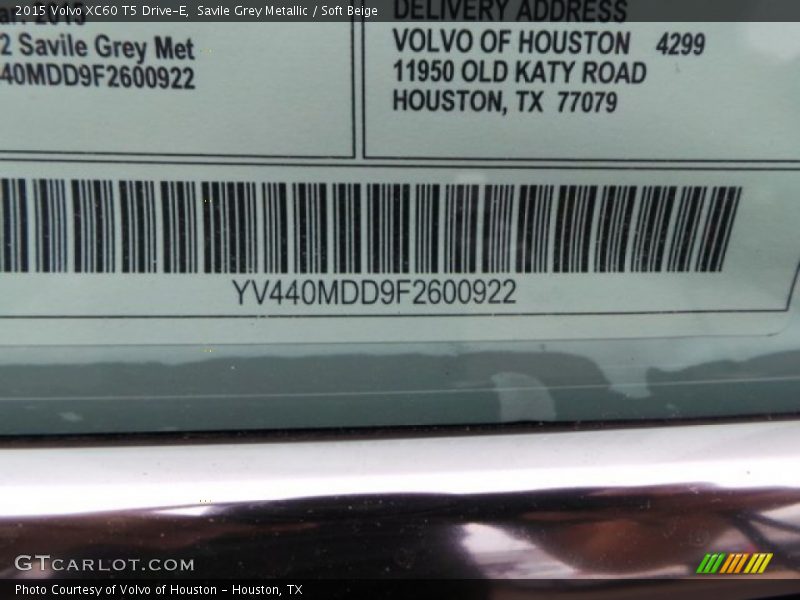 2015 Volvo XC60 T5 Drive-E, Savile Grey Metallic / Soft Beige
2015
2 Savile Grey Met
40MDD9F2600922
DELIVERY ADDRESS
VOLVO OF HOUSTON 4299
11950 OLD KATY ROAD
HOUSTON, TX 77079
YV440MDD9F2600922
GTCARLOT.COM
Photo Courtesy of Volvo of Houston - Houston, TX